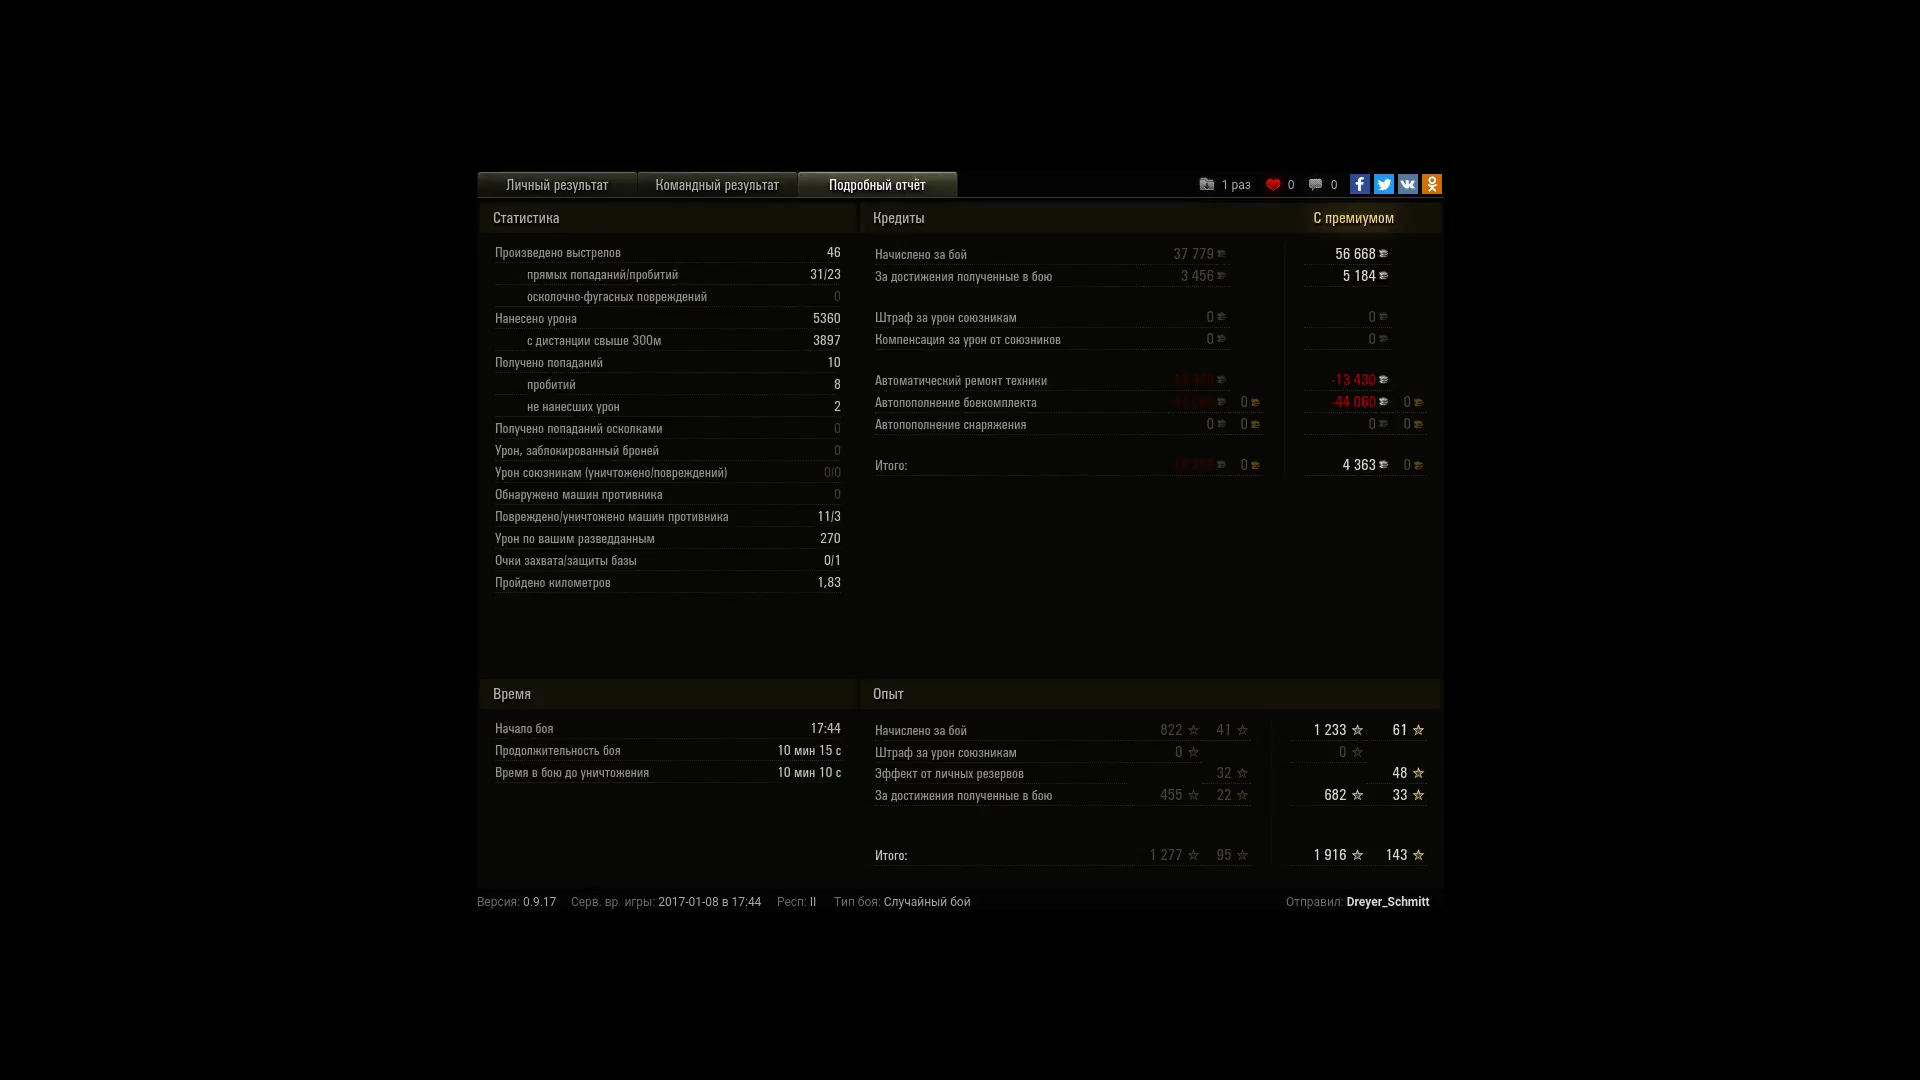 Личный результат Командный результат Подробный отчёт 1 раз 0 0
Статистика
Произведено выстрелов 46
прямых попаданий/пробитий 31/23
осколочно-фугасных повреждений 0
Нанесено урона 5360
с дистанции свыше 300м 3897
Получено попаданий 10
пробитий 8
не нанесших урон 2
Получено попаданий осколками 0
Урон, заблокированный броней 0
Урон союзникам (уничтожено/повреждений) 0/0
Обнаружено машин противника 0
Повреждено/уничтожено машин противника 11/3
Урон по вашим разведданным 270
Очки захвата/защиты базы 0/1
Пройдено километров 1,83
Кредиты С премиумом
Начислено за бой 37 779 56 668
За достижения полученные в бою 3 456 5 184
Штраф за урон союзникам 0 0
Компенсация за урон от союзников 0 0
Автоматический ремонт техники -13 430
Автопополнение боекомплекта 0 -44 060 0
Автопополнение снаряжения 0 0 0 0
Итого: 0 4 363 0
Время
Начало боя 17:44
Продолжительность боя 10 мин 15 с
Время в бою до уничтожения 10 мин 10 с
Опыт
Начислено за бой 822 41 1 233 61
Штраф за урон союзникам 0 0
Эффект от личных резервов 32 48
За достижения полученные в бою 455 22 682 33
Итого: 1 277 95 1 916 143
Версия: 0.9.17 Серв. вр. игры: 2017-01-08 в 17:44 Респ: II Тип боя: Случайный бой Отправил: Dreyer_Schmitt